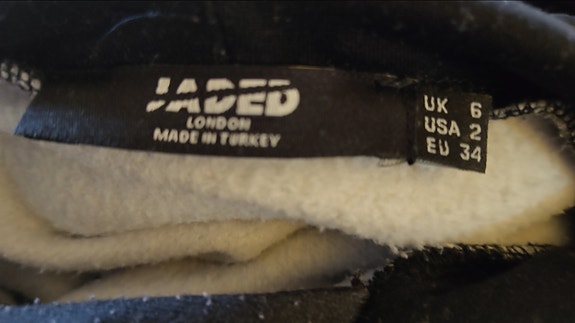 JADED
LONDON
MADE IN TURKEY
UK 6
USA 2
EU 34